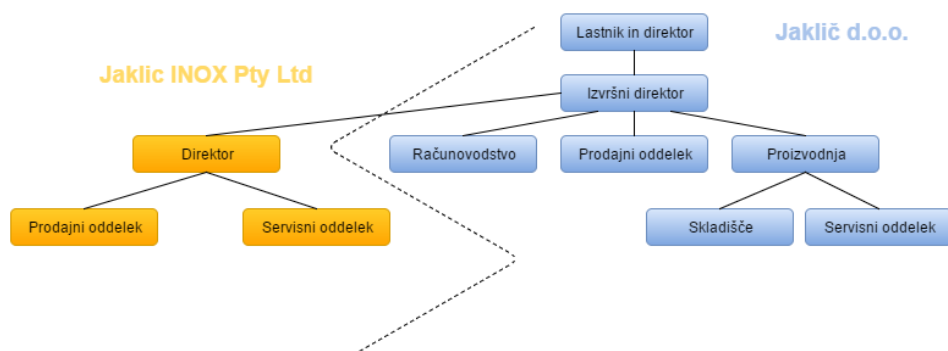 Lastnik in direktor
Jaklič d.o.o.
Jaklic INOX Pty Ltd
Izvršni direktor
Direktor
Računovodstvo
Prodajni oddelek
Proizvodnja
Prodajni oddelek
Servisni oddelek
Skladišče
Servisni oddelek